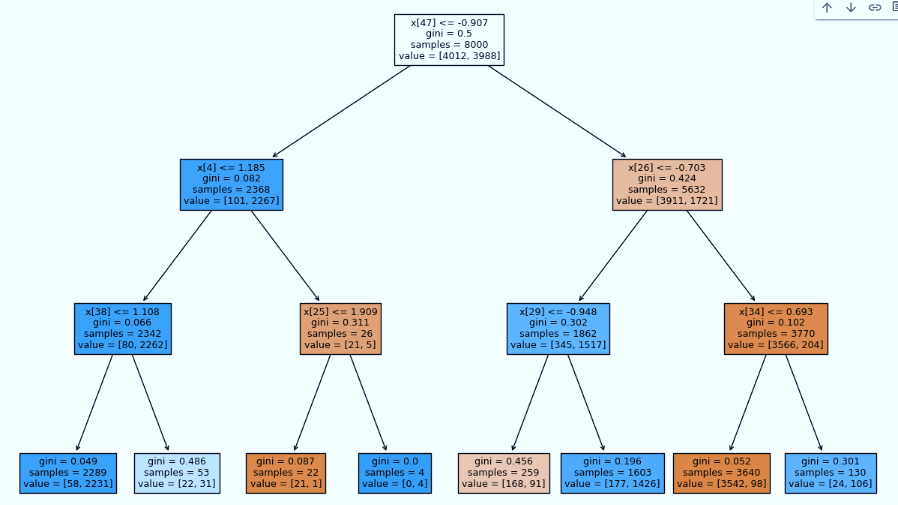 x[47] <= -0.907
gini = 0.5
samples = 8000
value = [4012, 3988]
x[4] <= 1.185
gini = 0.082
samples = 2368
value = [101, 2267]
x[26] <= -0.703
gini = 0.424
samples = 5632
value = [3911, 1721]
x[38] <= 1.108
gini = 0.066
samples = 2342
value = [80, 2262]
x[25] <= 1.909
gini = 0.311
samples = 26
value = [21, 5]
x[29] <= -0.948
gini = 0.302
samples = 1862
value = [345, 1517]
x[34] <= 0.693
gini = 0.102
samples = 3770
value = [3566, 204]
gini = 0.049
samples = 2289
value = [58, 2231]
gini = 0.486
samples = 53
value = [22, 31]
gini = 0.087
samples = 22
value = [21, 1]
gini = 0.0
samples = 4
value = [0, 4]
gini = 0.456
samples = 259
value = [168, 91]
gini = 0.196
samples = 1603
value = [177, 1426]
gini = 0.052
samples = 3640
value = [3542, 98]
gini = 0.301
samples = 130
value = [24, 106]